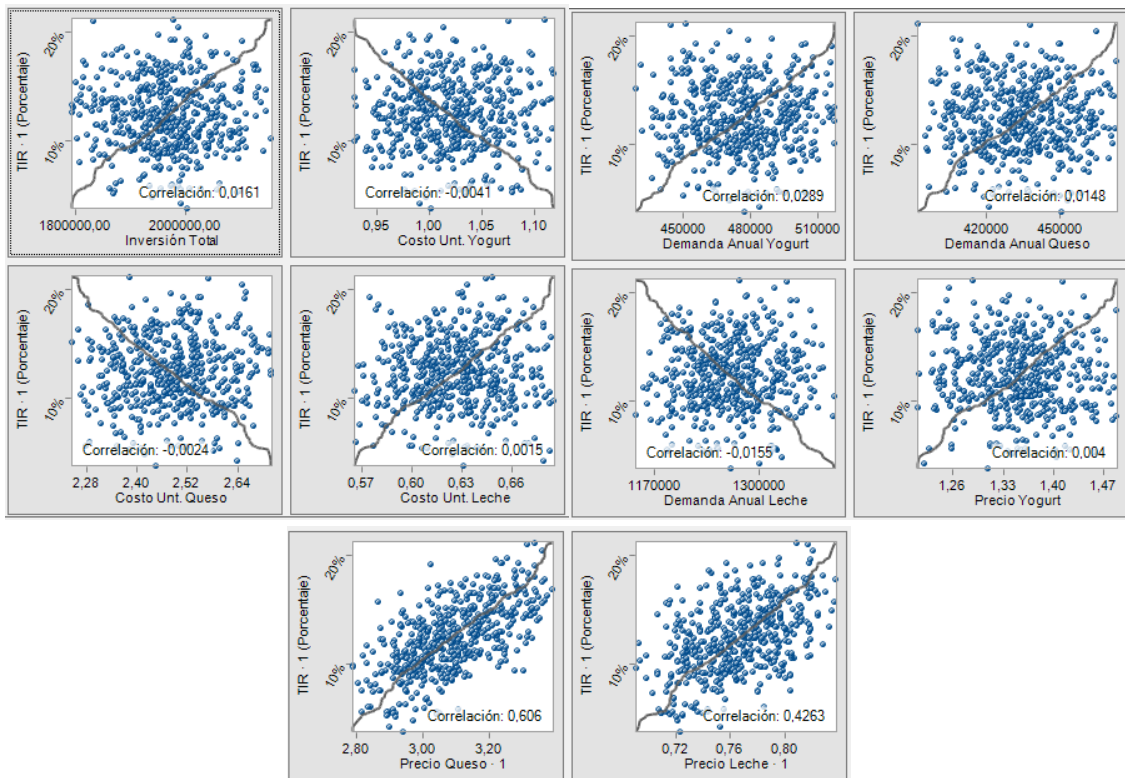 TIR · 1 (Porcentaje)
20%
10%
Correlación: 0,0161
18000000,00 2000000,00
Inversión Total
TIR · 1 (Porcentaje)
20%
10%
Correlación: -0,0041
0,95 1,00 1,05 1,10
Costo Unt. Yogurt
TIR · 1 (Porcentaje)
20%
10%
Correlación: 0,0289
450000 480000 510000
Demanda Anual Yogurt
TIR · 1 (Porcentaje)
20%
10%
Correlación: 0,0148
420000 450000
Demanda Anual Queso
TIR · 1 (Porcentaje)
20%
10%
Correlación: -0,0024
2,28 2,40 2,52 2,64
Costo Unt. Queso
TIR · 1 (Porcentaje)
20%
10%
Correlación: 0,0015
0,57 0,60 0,63 0,66
Costo Unt. Leche
TIR · 1 (Porcentaje)
20%
10%
Correlación: -0,0155
1170000 1300000
Demanda Anual Leche
TIR · 1 (Porcentaje)
20%
10%
Correlación: 0,004
1,26 1,33 1,40 1,47
Precio Yogurt
TIR · 1 (Porcentaje)
20%
10%
Correlación: 0,606
2,80 3,00 3,20
Precio Queso · 1
TIR · 1 (Porcentaje)
20%
10%
Correlación: 0,4263
0,72 0,76 0,80
Precio Leche · 1